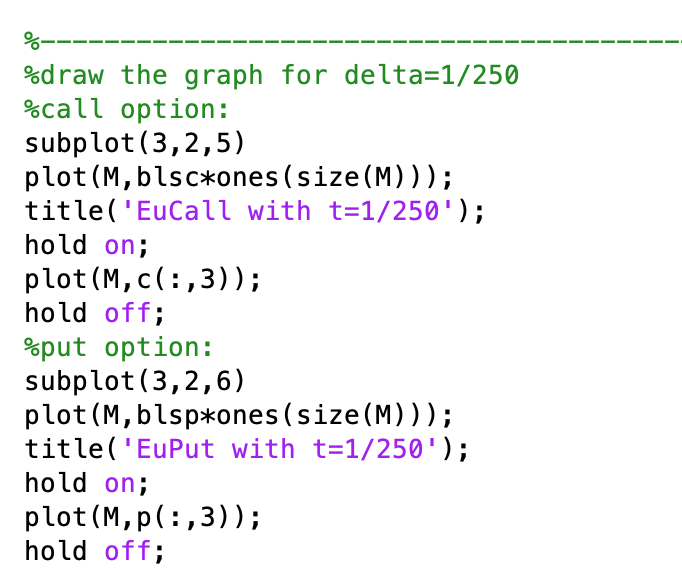 %----------------------------------------
%draw the graph for delta=1/250
%call option:
subplot(3,2,5)
plot(M,blsc*ones(size(M)));
title('EuCall with t=1/250');
hold on;
plot(M,c(:,3));
hold off;
%put option:
subplot(3,2,6)
plot(M,blsp*ones(size(M)));
title('EuPut with t=1/250');
hold on;
plot(M,p(:,3));
hold off;